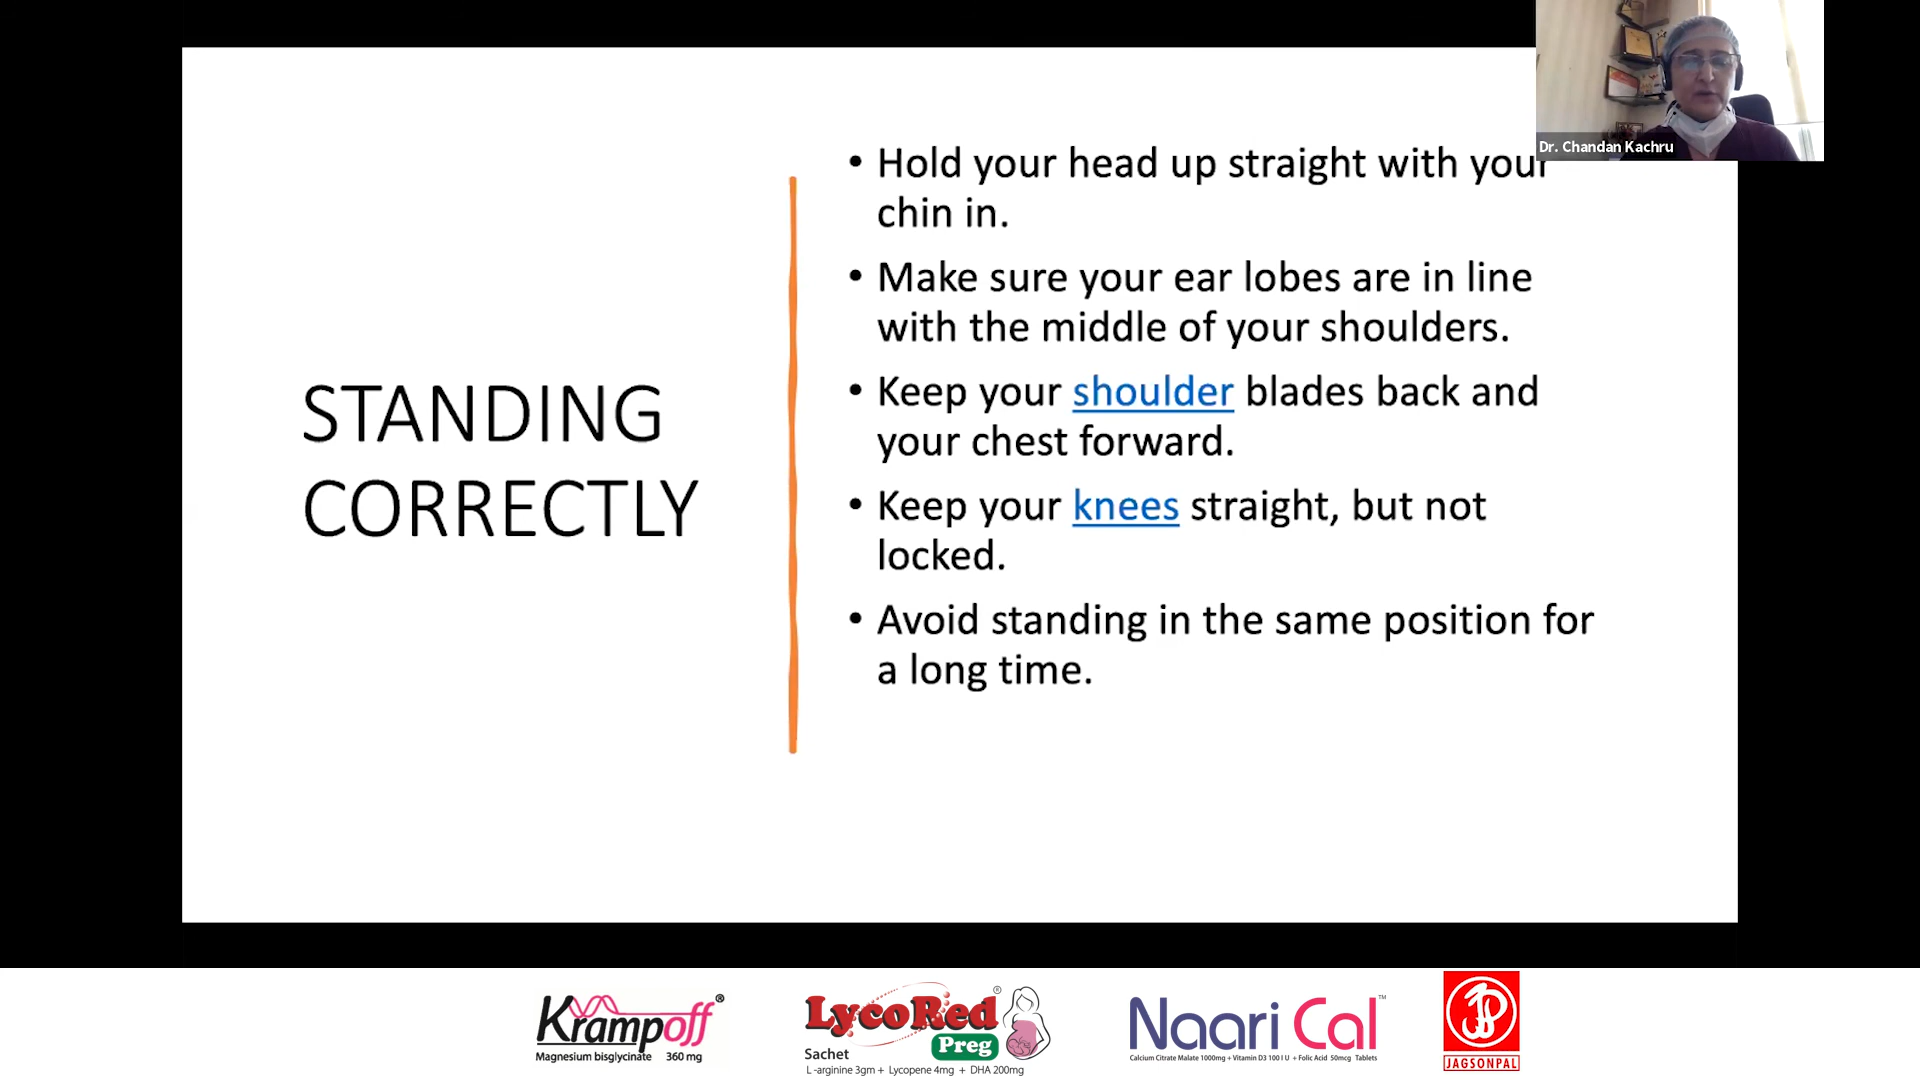 Dr. Chandan Kachru
STANDING
CORRECTLY
• Hold your head up straight with your
chin in.
• Make sure your ear lobes are in line
with the middle of your shoulders.
• Keep your shoulder blades back and
your chest forward.
• Keep your knees straight, but not
locked.
• Avoid standing in the same position for
a long time.
Krampoff®
Magnesium bisglycinate 360 mg
LycoRed®
Preg
Sachet
L-arginine 3gm + Lycopene 4mg + DHA 200mg
Naari Cal™
Calcium Citrate Malate 1000mg + Vitamin D3 100 I U + Folic Acid 50mcg Tablets
JAGSONPAL